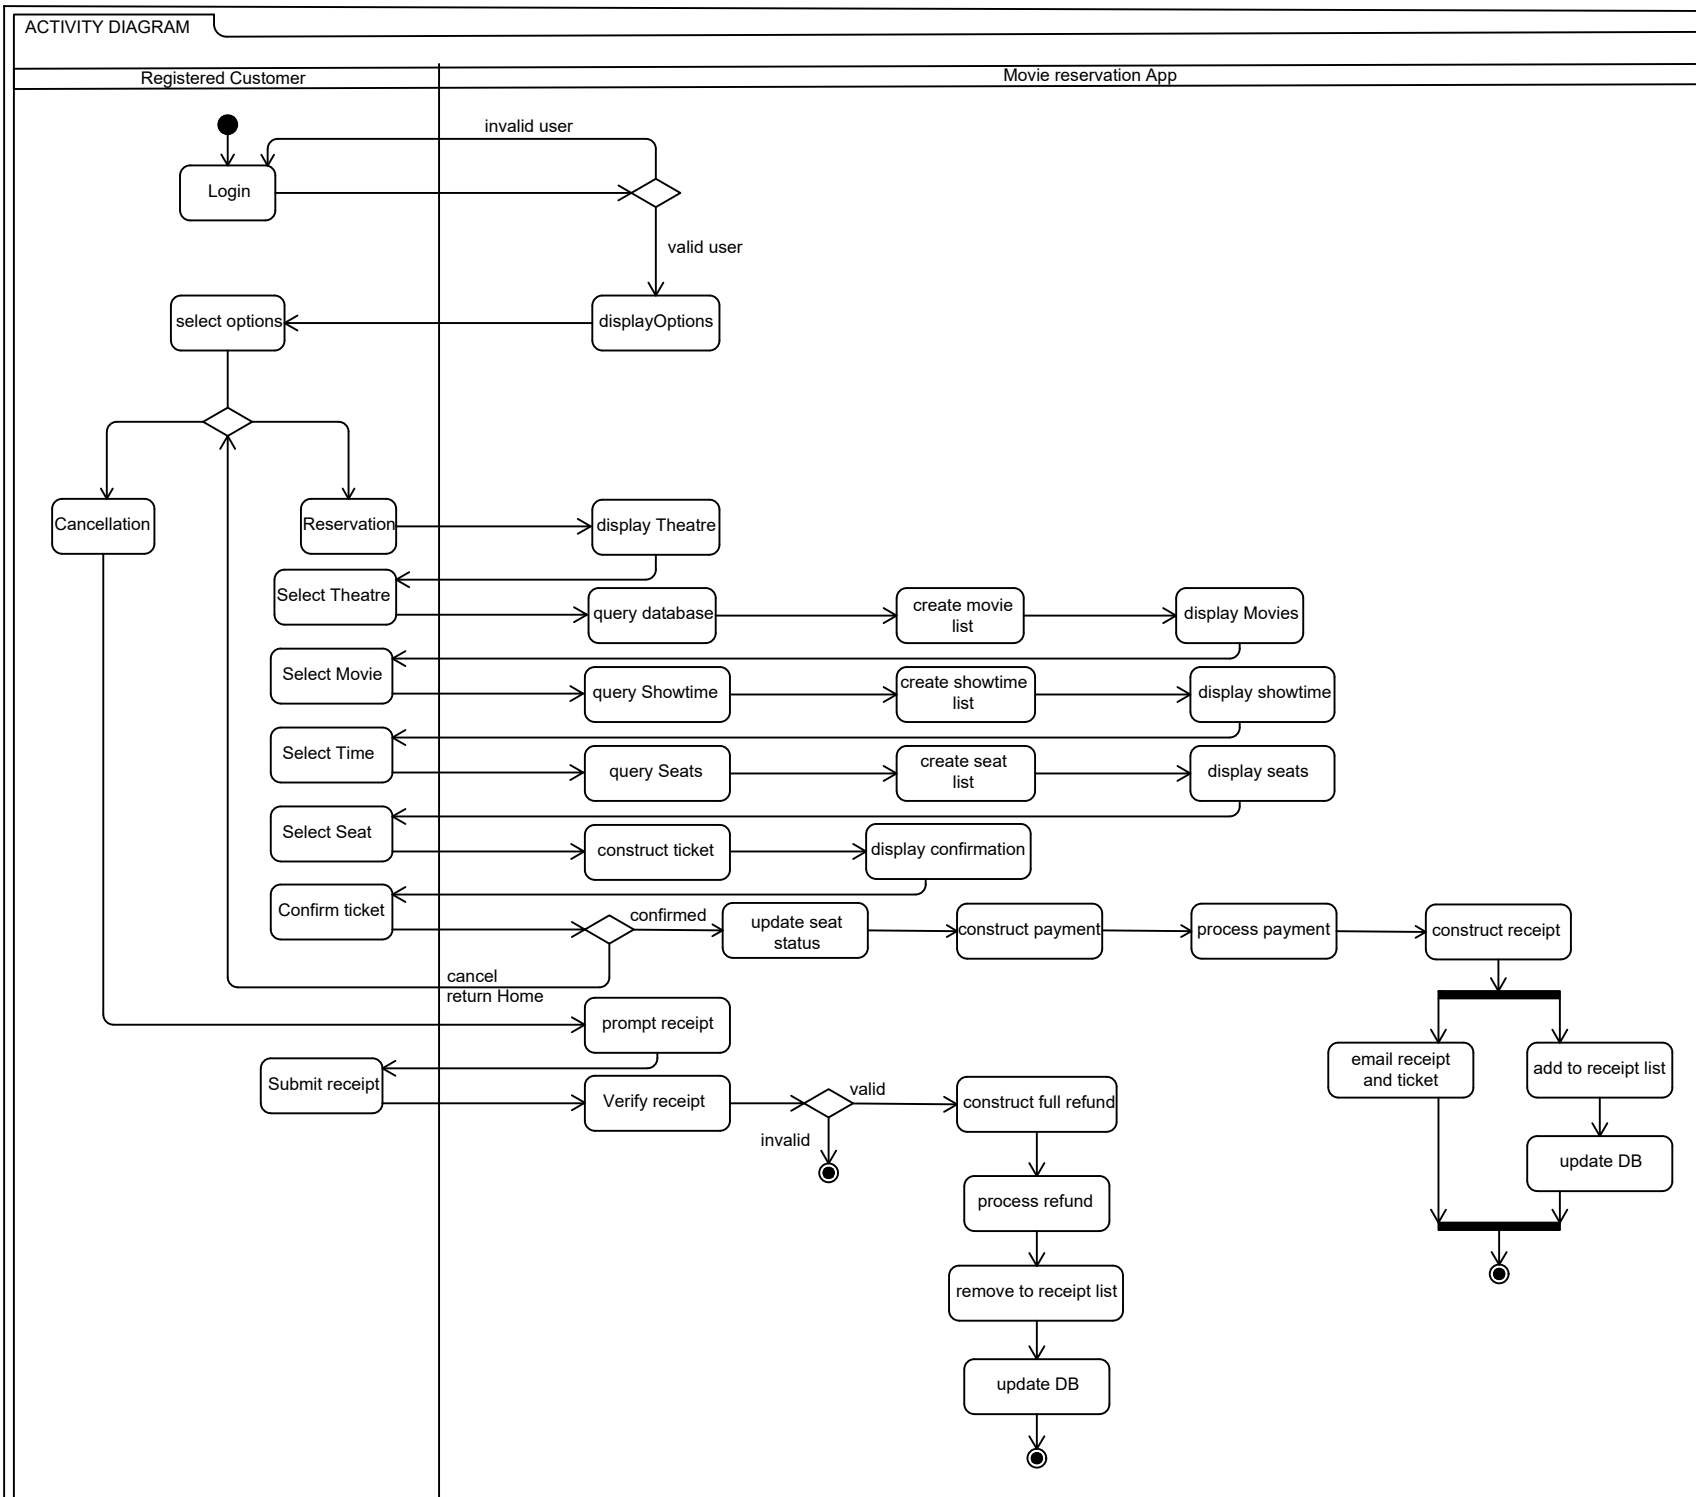 ACTIVITY DIAGRAM
Registered Customer
Movie reservation App
invalid user
Login
valid user
select options
displayOptions
Cancellation
Reservation
display Theatre
Select Theatre
query database
create movie
list
display Movies
Select Movie
query Showtime
create showtime
list
display showtime
Select Time
query Seats
create seat
list
display seats
Select Seat
construct ticket
display confirmation
Confirm ticket
confirmed
update seat
status
construct payment
process payment
construct receipt
cancel
return Home
prompt receipt
email receipt
and ticket
add to receipt list
Submit receipt
Verify receipt
valid
construct full refund
invalid
update DB
process refund
remove to receipt list
update DB